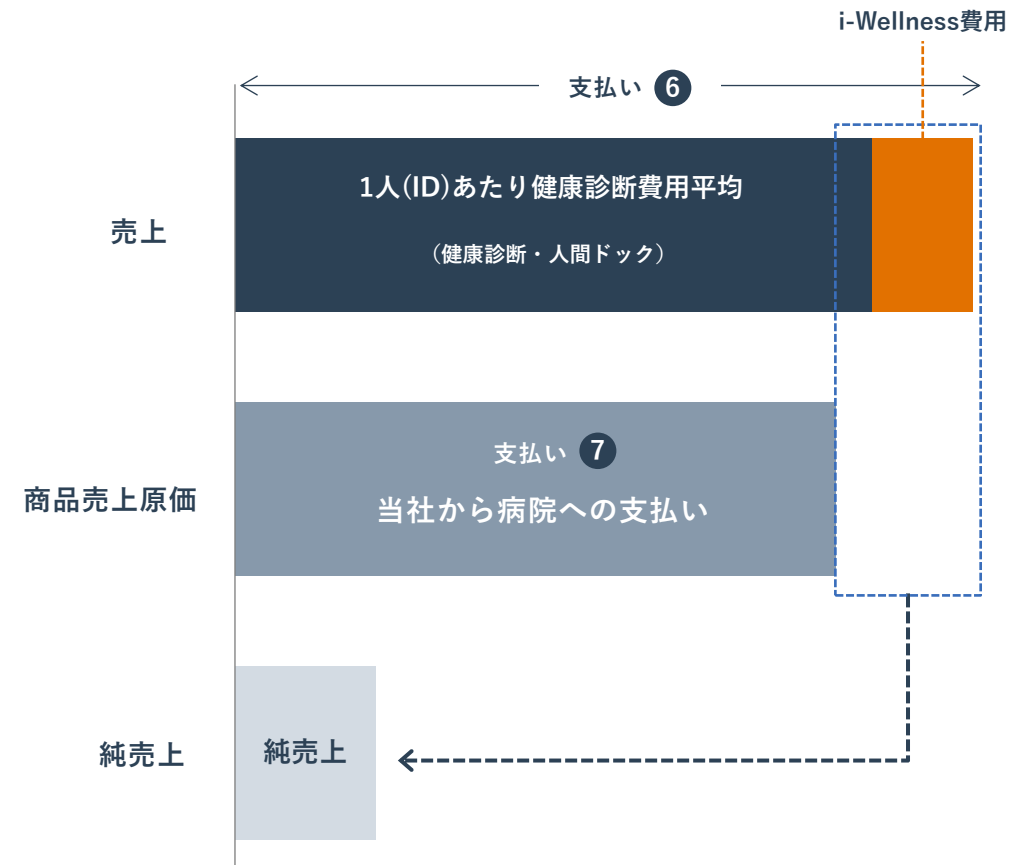 i-Wellness費用
支払い 6
売上
1人(ID)あたり健康診断費用平均
（健康診断・人間ドック）
商品売上原価
支払い 7
当社から病院への支払い
純売上
純売上